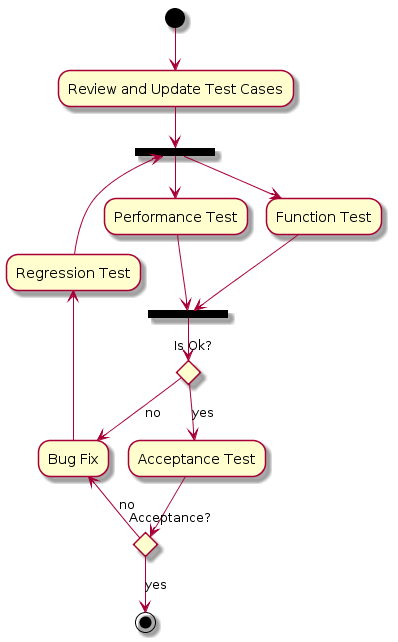 Review and Update Test Cases
Performance Test
Function Test
Regression Test
Is Ok?
no
yes
Bug Fix
Acceptance Test
no
Acceptance?
yes